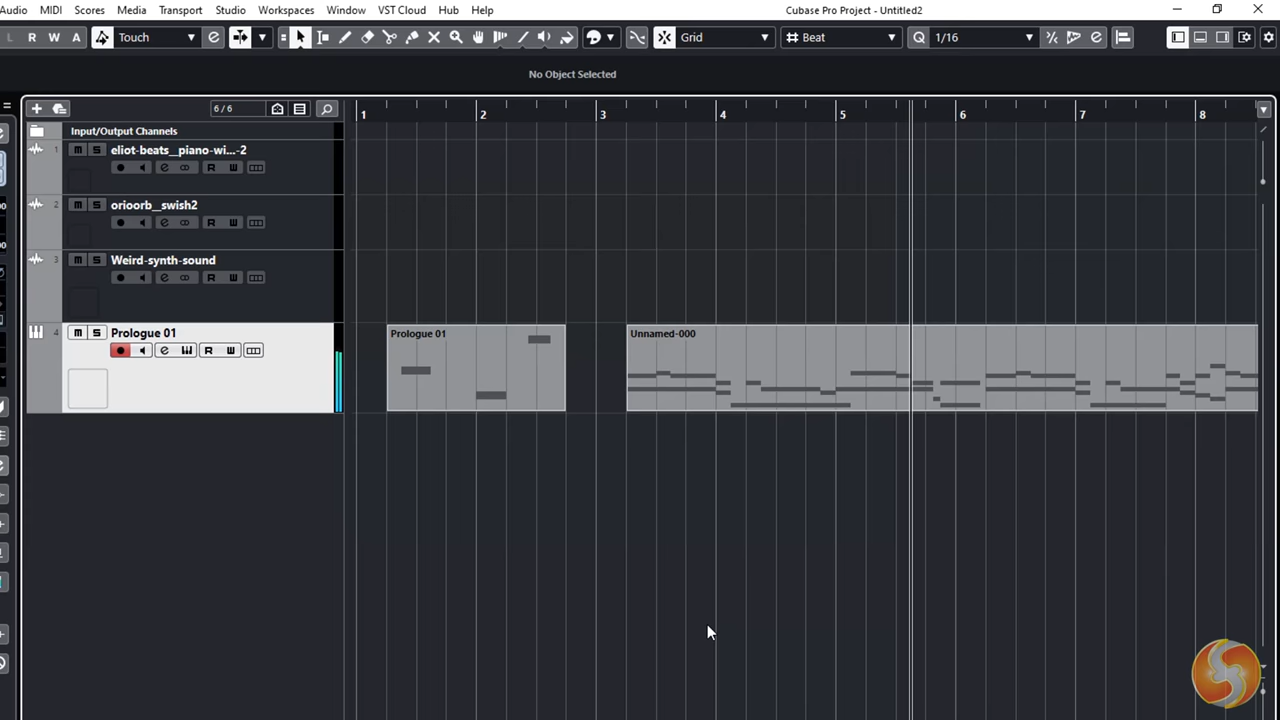 Audio MIDI Scores Media Transport Studio Workspaces Window VST Cloud Hub Help Cubase Pro Project - Untitled2
L R W A Touch Grid Beat Q 1/16
No Object Selected
6 / 6
1 2 3 4 5 6 7 8
Input/Output Channels
1 m S eliot-beats__piano-wi...-2
R W
2 m S orioorb__swish2
R W
3 m S Weird-synth-sound
R W
4 m S Prologue 01
R W
Prologue 01
Unnamed-000